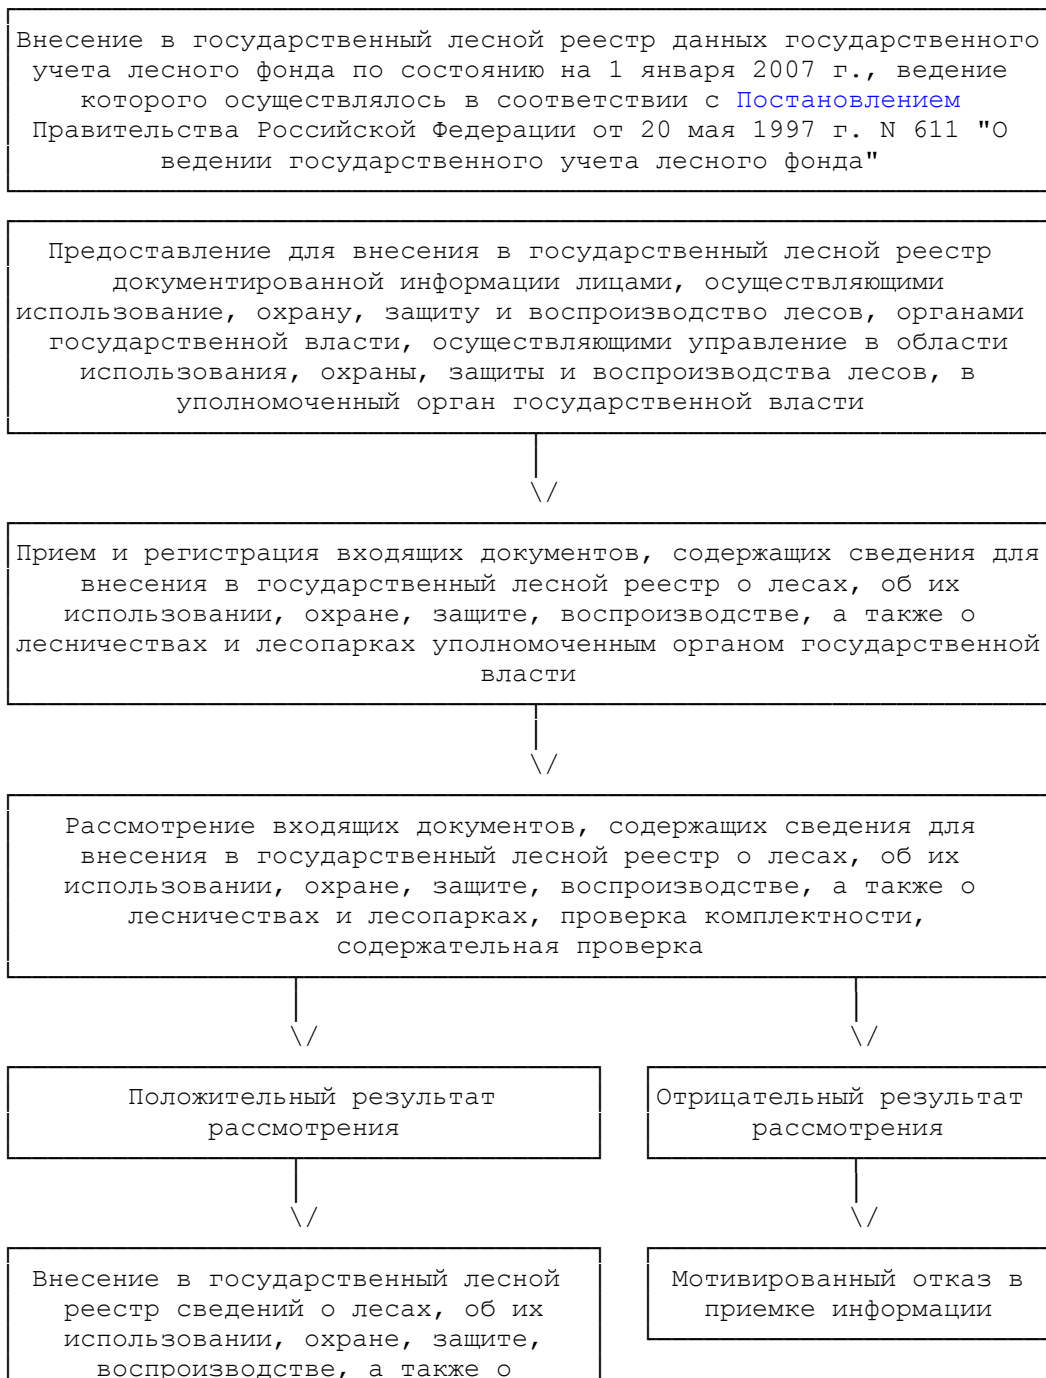 Внесение в государственный лесной реестр данных государственного
учета лесного фонда по состоянию на 1 января 2007 г., ведение
которого осуществлялось в соответствии с Постановлением
Правительства Российской Федерации от 20 мая 1997 г. N 611 "О
ведении государственного учета лесного фонда"
Предоставление для внесения в государственный лесной реестр
документированной информации лицами, осуществляющими
использование, охрану, защиту и воспроизводство лесов, органами
государственной власти, осуществляющими управление в области
использования, охраны, защиты и воспроизводства лесов, в
уполномоченный орган государственной власти
Прием и регистрация входящих документов, содержащих сведения для
внесения в государственный лесной реестр о лесах, об их
использовании, охране, защите, воспроизводстве, а также о
лесничествах и лесопарках уполномоченным органом государственной
власти
Рассмотрение входящих документов, содержащих сведения для
внесения в государственный лесной реестр о лесах, об их
использовании, охране, защите, воспроизводстве, а также о
лесничествах и лесопарках, проверка комплектности,
содержательная проверка
Положительный результат
рассмотрения
Отрицательный результат
рассмотрения
Внесение в государственный лесной
реестр сведений о лесах, об их
использовании, охране, защите,
воспроизводстве, а также о
Мотивированный отказ в
приемке информации